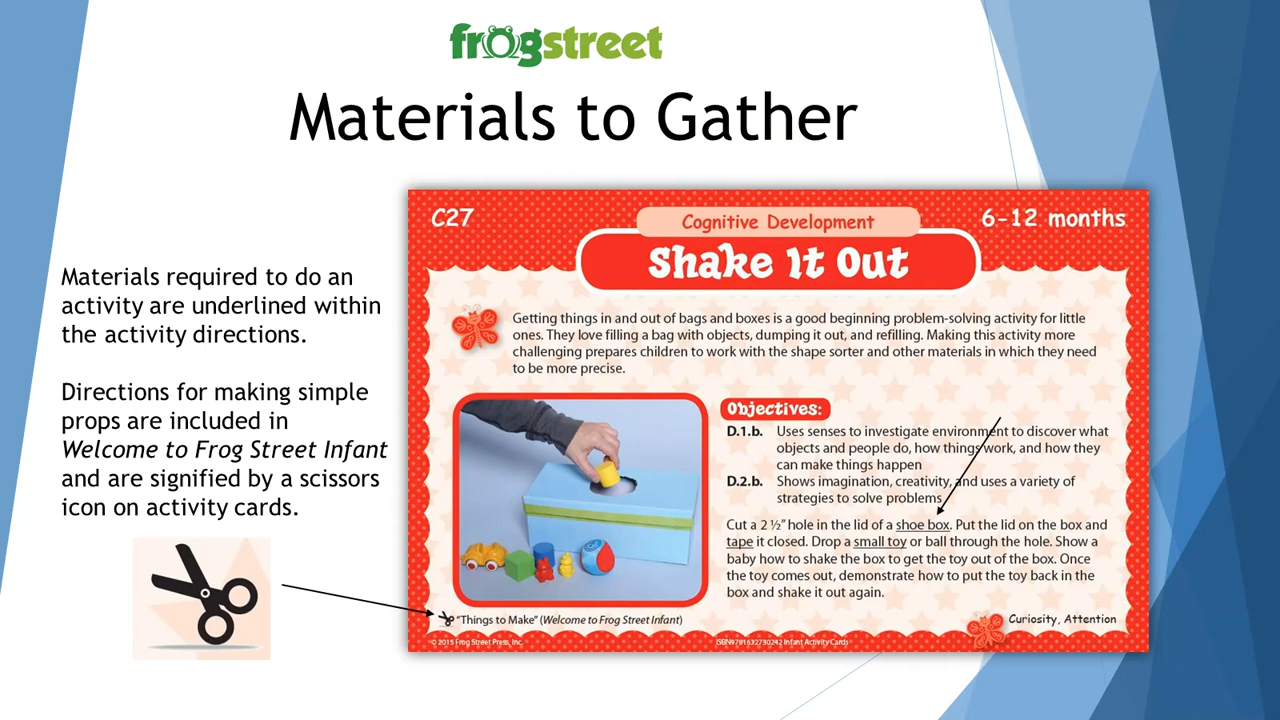 frogstreet
Materials to Gather
Materials required to do an
activity are underlined within
the activity directions.
Directions for making simple
props are included in
Welcome to Frog Street Infant
and are signified by a scissors
icon on activity cards.
C27
Cognitive Development
6-12 months
Shake It Out
Getting things in and out of bags and boxes is a good beginning problem-solving activity for little
ones. They love filling a bag with objects, dumping it out, and refilling. Making this activity more
challenging prepares children to work with the shape sorter and other materials in which they need
to be more precise.
Objectives:
D.1.b. Uses senses to investigate environment to discover what
objects and people do, how things work, and how they
can make things happen
D.2.b. Shows imagination, creativity, and uses a variety of
strategies to solve problems
Cut a 2 ½" hole in the lid of a shoe box. Put the lid on the box and
tape it closed. Drop a small toy or ball through the hole. Show a
baby how to shake the box to get the toy out of the box. Once
the toy comes out, demonstrate how to put the toy back in the
box and shake it out again.
"Things to Make" (Welcome to Frog Street Infant)
Curiosity, Attention
© 2015 Frog Street Press, Inc.
ISBN9781632730242 Infant Activity Cards